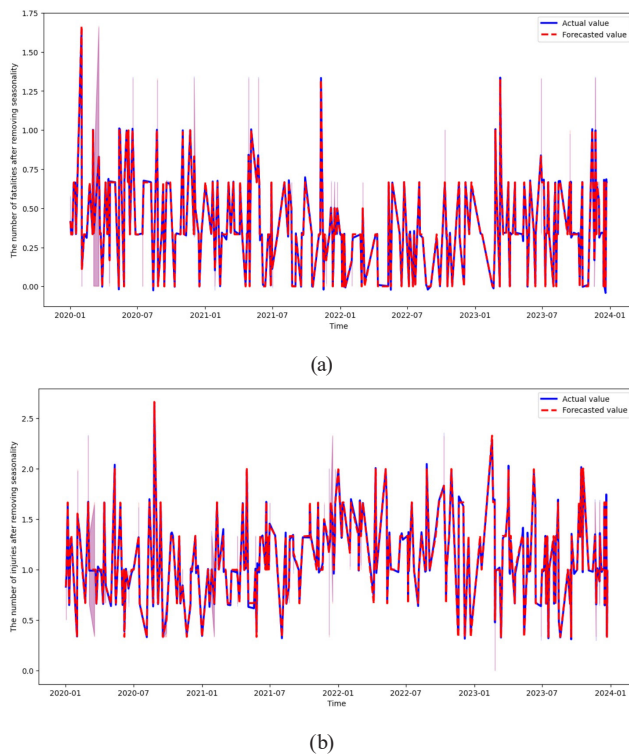 1.75
1.50
1.25
1.00
0.75
0.50
0.25
0.00
The number of fatalities after removing seasonality
Actual value
Forecasted value
2020-01 2020-07 2021-01 2021-07 2022-01 2022-07 2023-01 2023-07 2024-01
Time
(a)
2.5
2.0
1.5
1.0
0.5
0.0
The number of injuries after removing seasonality
Actual value
Forecasted value
2020-01 2020-07 2021-01 2021-07 2022-01 2022-07 2023-01 2023-07 2024-01
Time
(b)